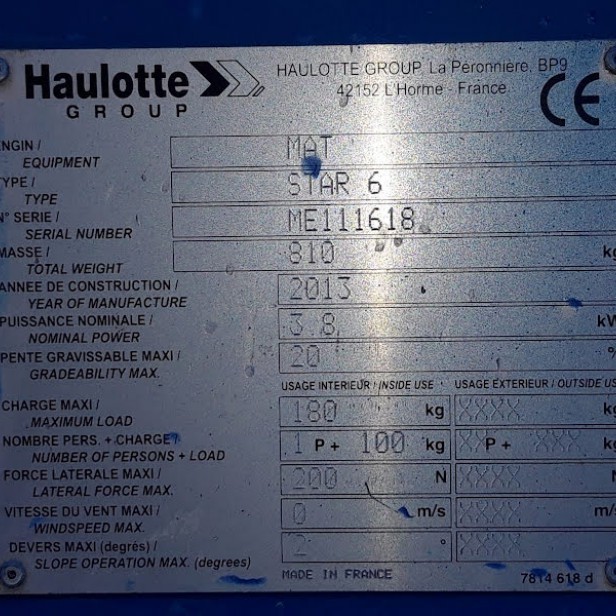 Haulotte
GROUP
HAULOTTE GROUP, La Péronnière, BP9
42152 L'Horme - France
CE
ENGIN / MAT
EQUIPMENT
TYPE / STAR 6
TYPE
N° SERIE / ME111618
SERIAL NUMBER
MASSE / 810 kg
TOTAL WEIGHT
ANNEE DE CONSTRUCTION / 2013
YEAR OF MANUFACTURE
PUISSANCE NOMINALE / 3.8 kW
NOMINAL POWER
PENTE GRAVISSABLE MAXI / 20
GRADEABILITY MAX.
USAGE INTERIEUR / INSIDE USE USAGE EXTERIEUR / OUTSIDE USE
CHARGE MAXI / 180 kg XXXX kg
MAXIMUM LOAD
NOMBRE PERS. + CHARGE / 1 P + 100 kg XX P + XXX kg
NUMBER OF PERSONS + LOAD
FORCE LATERALE MAXI / 200 N XXXX N
LATERAL FORCE MAX.
VITESSE DU VENT MAXI / 0 m/s XXXX m/s
WINDSPEED MAX.
DEVERS MAXI (degrés) / 2 ° XXXX °
SLOPE OPERATION MAX. (degrees)
MADE IN FRANCE 7814 618 d